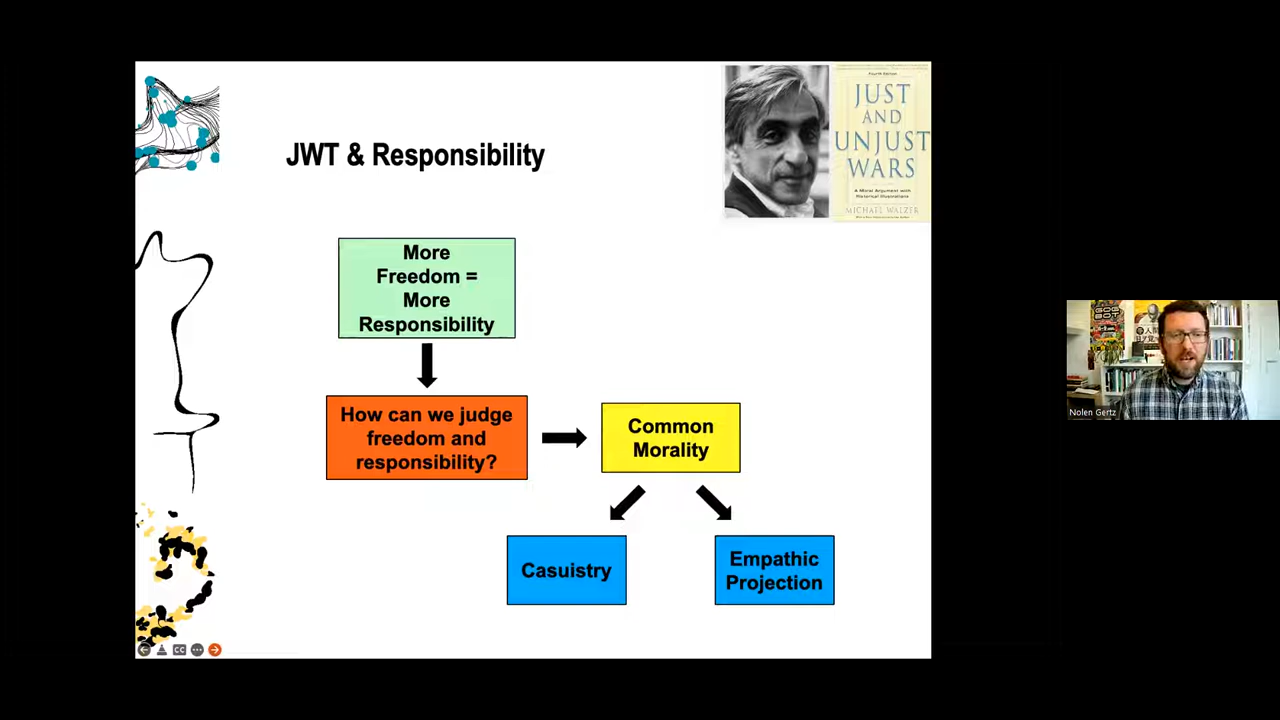 JWT & Responsibility
Fourth Edition
JUST
AND
UNJUST
WARS
A Moral Argument with
Historical Illustrations
MICHAEL WALZER
More
Freedom =
More
Responsibility
How can we judge
freedom and
responsibility?
Common
Morality
Casuistry
Empathic
Projection
Nolen Gertz
CC